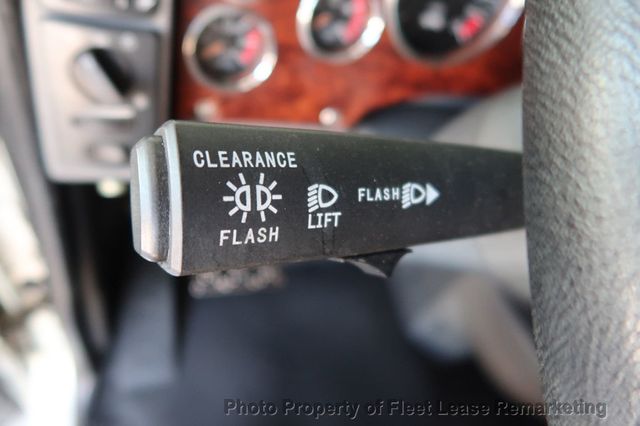 CLEARANCE
FLASH
LIFT
FLASH
Photo Property of Fleet Lease Remarketing